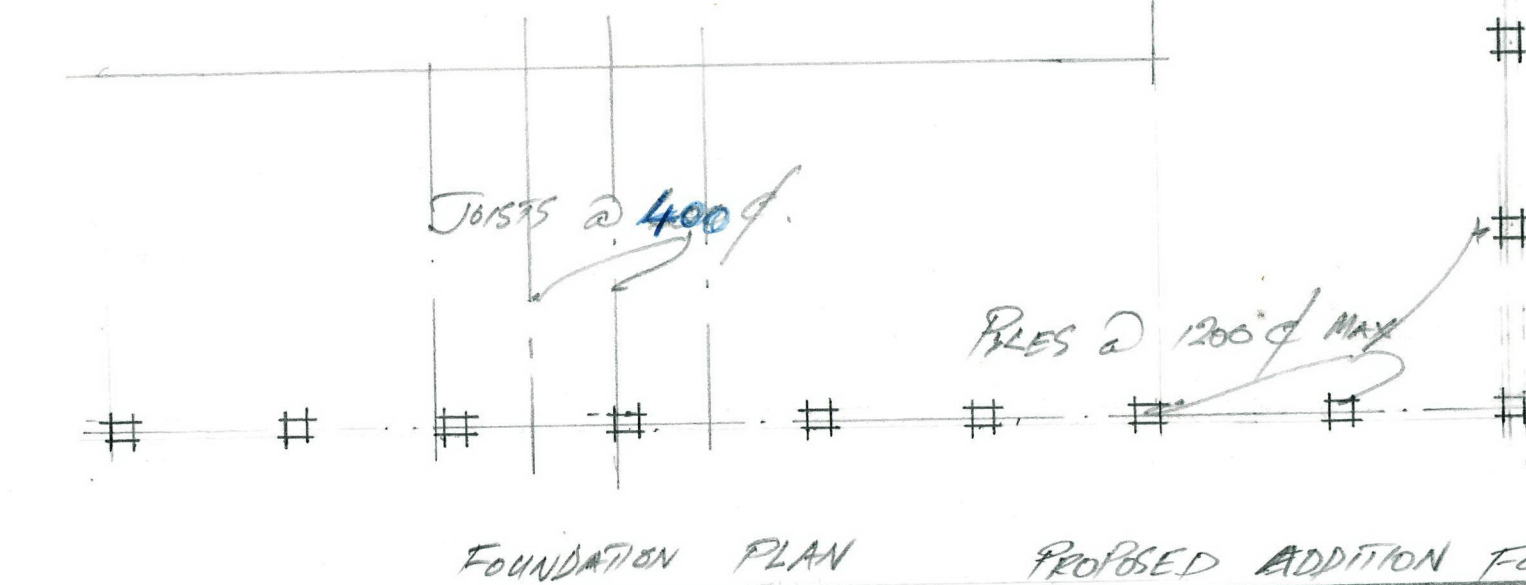 JOISTS @ 400 ₵.
PILES @ 1200 ₵ MAX
FOUNDATION PLAN PROPOSED ADDITION